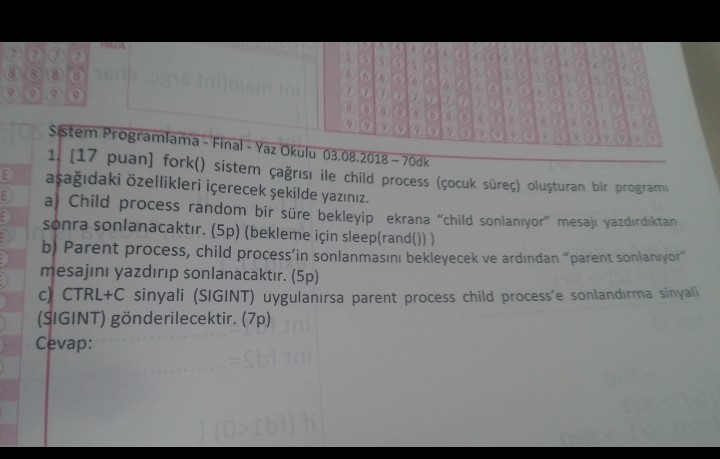 Sistem Programlama - Final - Yaz Okulu 03.08.2018 – 70dk
1. [17 puan] fork() sistem çağrısı ile child process (çocuk süreç) oluşturan bir programı
aşağıdaki özellikleri içerecek şekilde yazınız.
a) Child process random bir süre bekleyip ekrana "child sonlanıyor" mesajı yazdırdıktan
sonra sonlanacaktır. (5p) (bekleme için sleep(rand()) )
b) Parent process, child process'in sonlanmasını bekleyecek ve ardından "parent sonlanıyor"
mesajını yazdırıp sonlanacaktır. (5p)
c) CTRL+C sinyali (SIGINT) uygulanırsa parent process child process'e sonlandırma sinyali
(SIGINT) gönderilecektir. (7p)
Cevap: